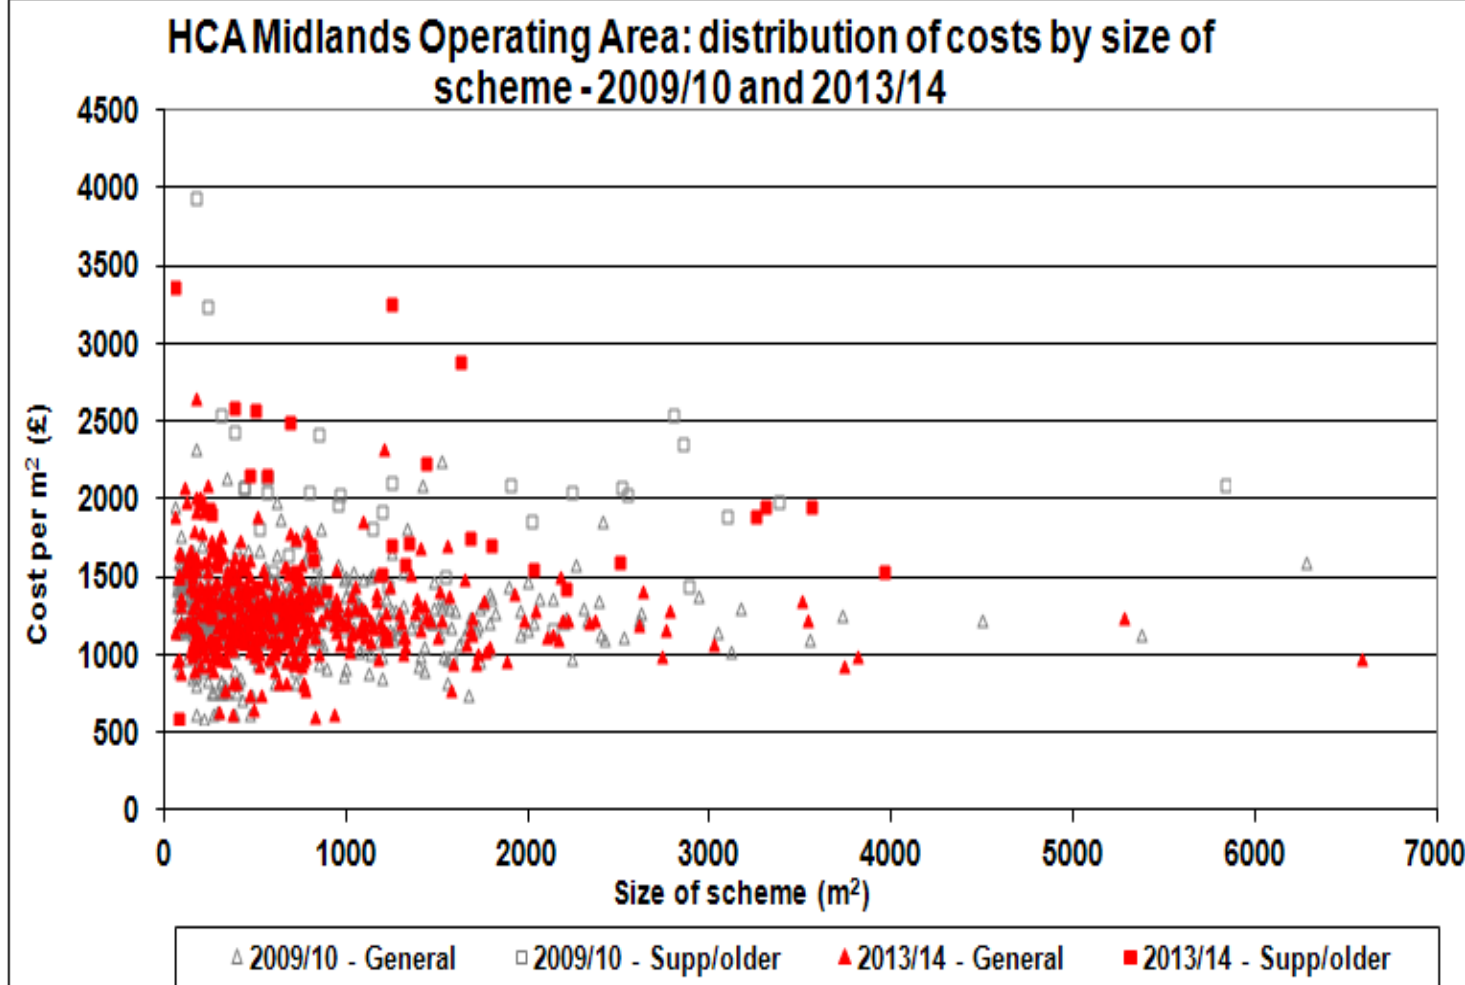 HCA Midlands Operating Area: distribution of costs by size of
scheme - 2009/10 and 2013/14
4500
4000
3500
3000
2500
2000
1500
1000
500
0
Cost per m² (£)
0 1000 2000 3000 4000 5000 6000 7000
Size of scheme (m²)
2009/10 - General 2009/10 - Supp/older 2013/14 - General 2013/14 - Supp/older